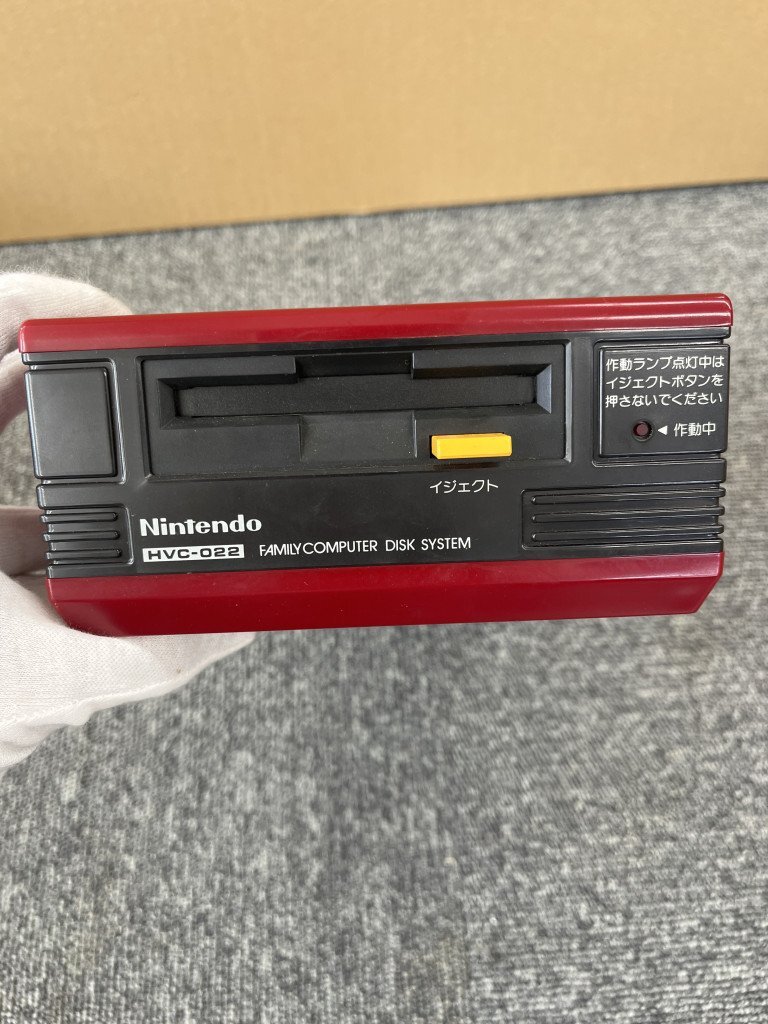 作動ランプ点灯中は
イジェクトボタンを
押さないでください
◀ 作動中
イジェクト
Nintendo
HVC-022 FAMILY COMPUTER DISK SYSTEM